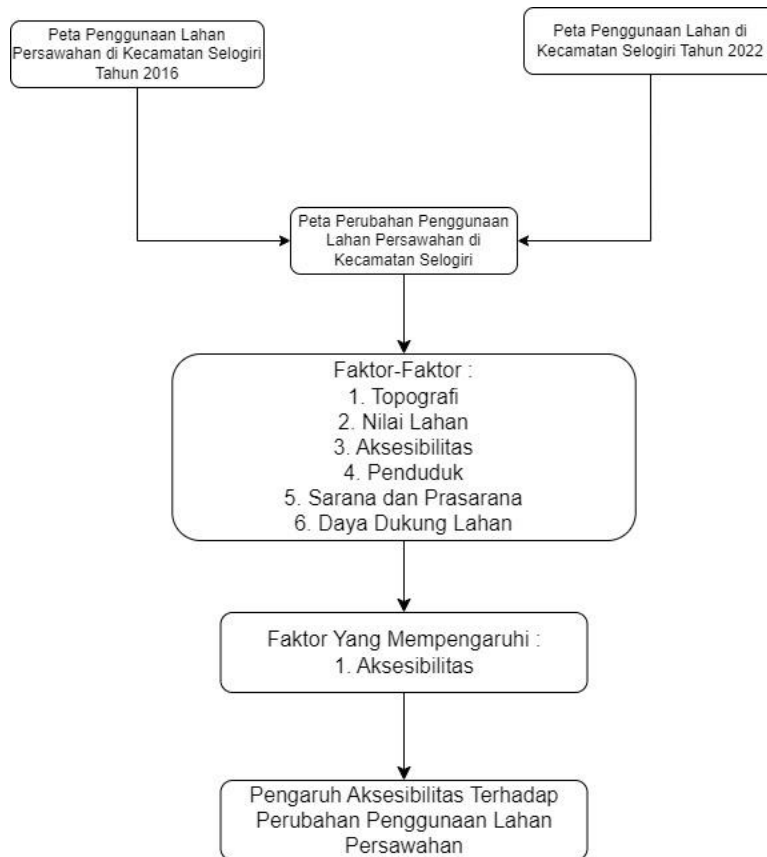 Peta Penggunaan Lahan
Persawahan di Kecamatan Selogiri
Tahun 2016
Peta Penggunaan Lahan di
Kecamatan Selogiri Tahun 2022
Peta Perubahan Penggunaan
Lahan Persawahan di
Kecamatan Selogiri
Faktor-Faktor :
1. Topografi
2. Nilai Lahan
3. Aksesibilitas
4. Penduduk
5. Sarana dan Prasarana
6. Daya Dukung Lahan
Faktor Yang Mempengaruhi :
1. Aksesibilitas
Pengaruh Aksesibilitas Terhadap
Perubahan Penggunaan Lahan
Persawahan